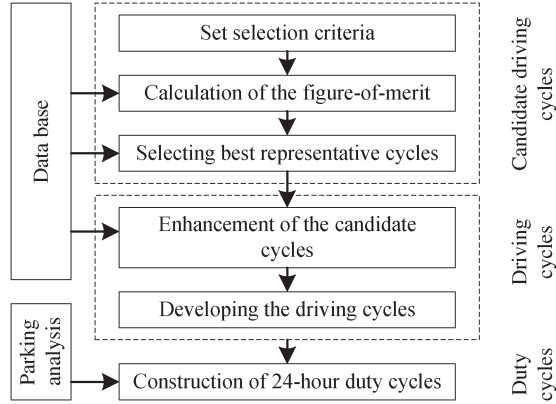 Set selection criteria
Calculation of the figure-of-merit
Selecting best representative cycles
Enhancement of the candidate
cycles
Developing the driving cycles
Construction of 24-hour duty cycles
Data base
Parking
analysis
Candidate driving
cycles
Driving
cycles
Duty
cycles